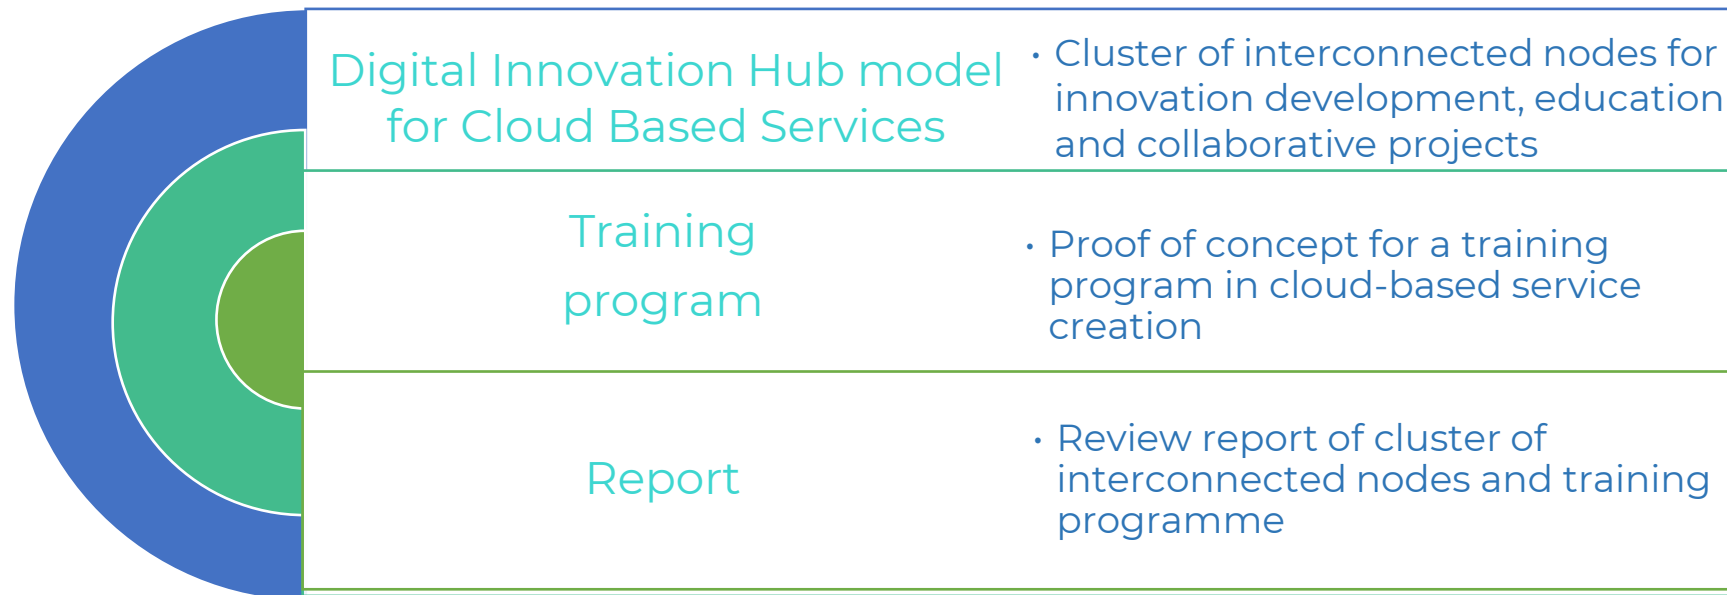 Digital Innovation Hub model
for Cloud Based Services
• Cluster of interconnected nodes for
innovation development, education
and collaborative projects
Training
program
• Proof of concept for a training
program in cloud-based service
creation
Report
• Review report of cluster of
interconnected nodes and training
programme